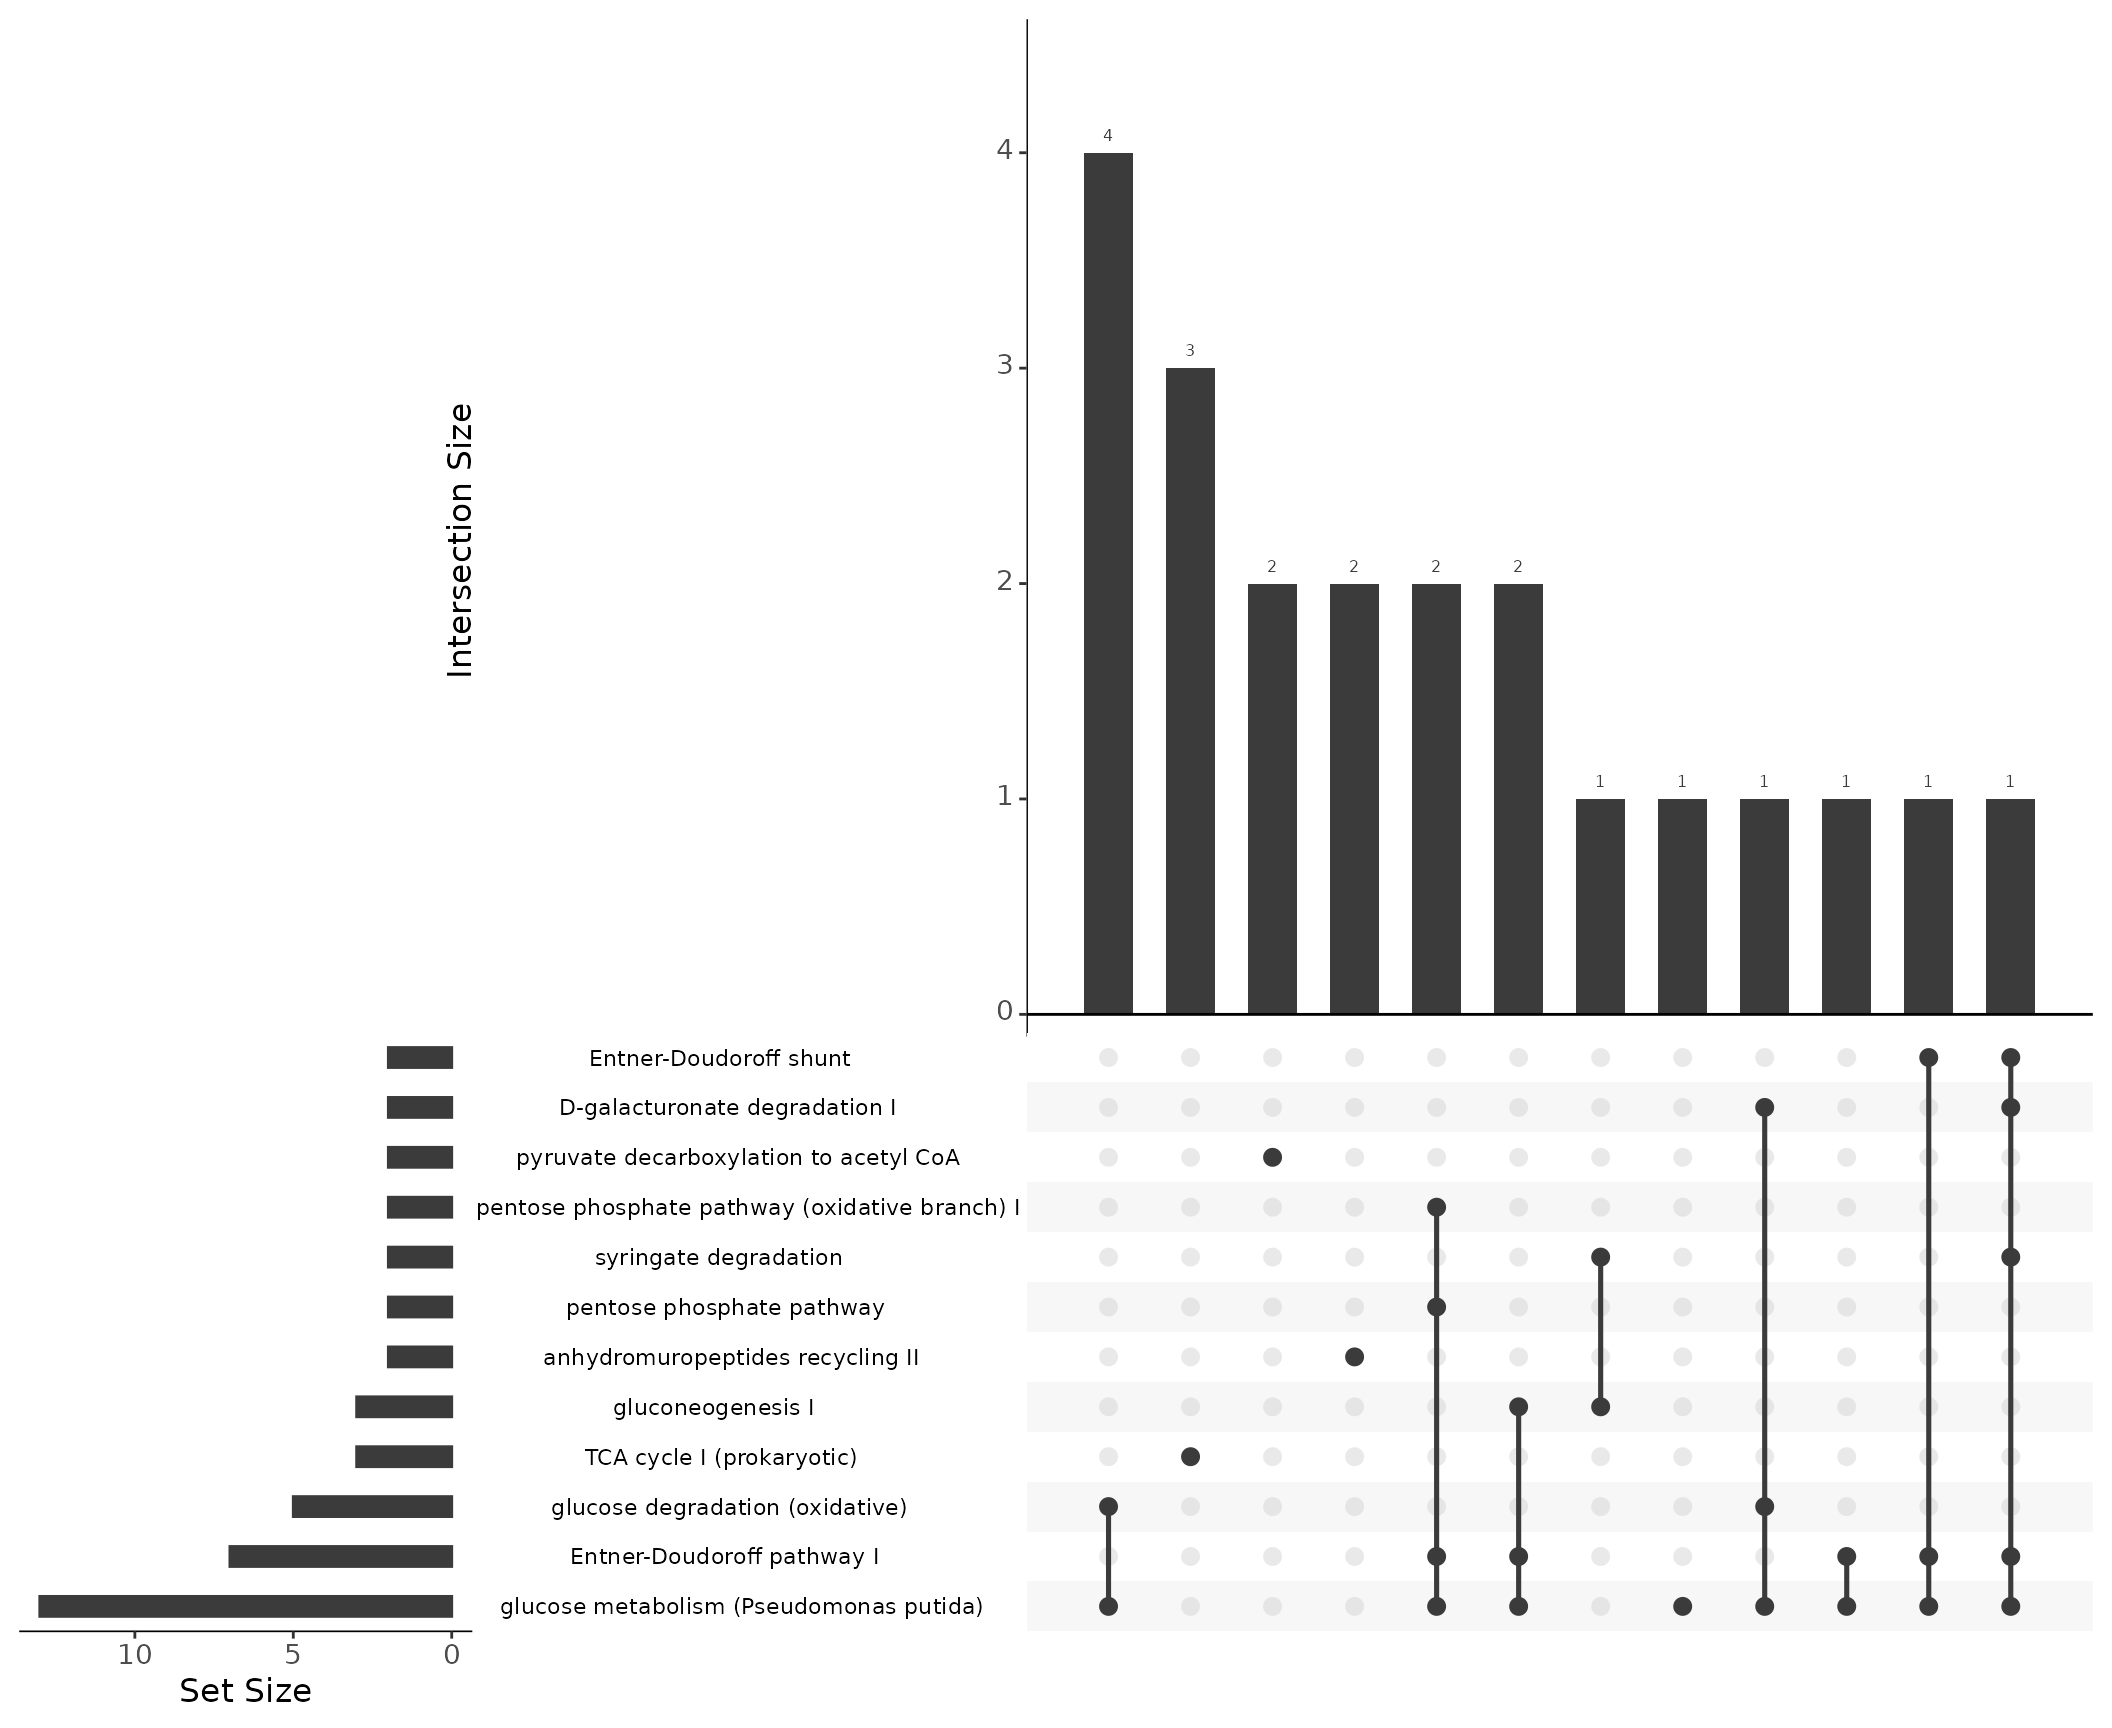 4
3
2
1
0
Intersection Size
4
3
2
2
2
2
1
1
1
1
1
1
Entner-Doudoroff shunt
D-galacturonate degradation I
pyruvate decarboxylation to acetyl CoA
pentose phosphate pathway (oxidative branch) I
syringate degradation
pentose phosphate pathway
anhydromuropeptides recycling II
gluconeogenesis I
TCA cycle I (prokaryotic)
glucose degradation (oxidative)
Entner-Doudoroff pathway I
glucose metabolism (Pseudomonas putida)
10 5 0
Set Size